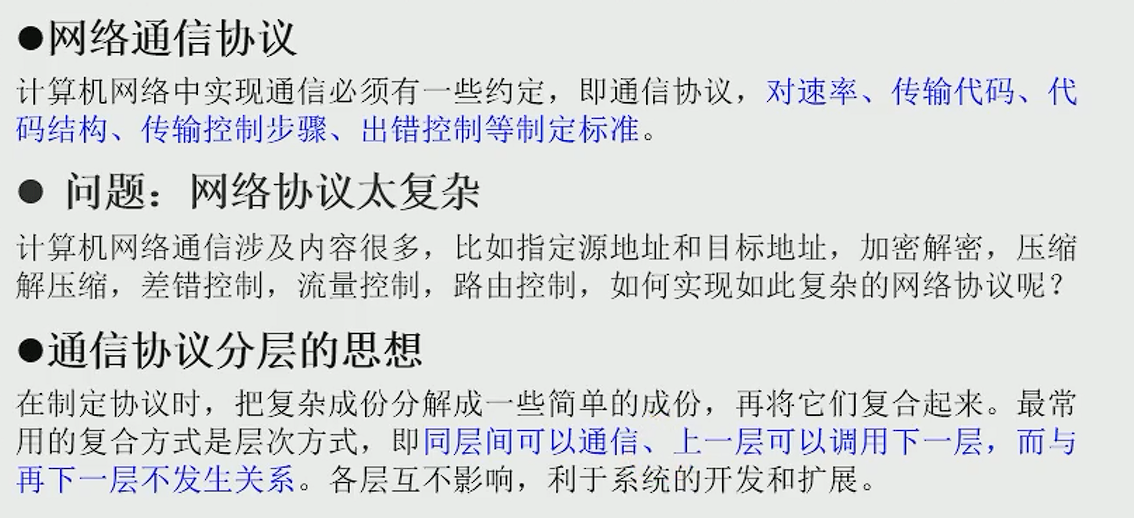 ●网络通信协议
计算机网络中实现通信必须有一些约定，即通信协议，对速率、传输代码、代
码结构、传输控制步骤、出错控制等制定标准。
● 问题：网络协议太复杂
计算机网络通信涉及内容很多，比如指定源地址和目标地址，加密解密，压缩
解压缩，差错控制，流量控制，路由控制，如何实现如此复杂的网络协议呢？
●通信协议分层的思想
在制定协议时，把复杂成份分解成一些简单的成份，再将它们复合起来。最常
用的复合方式是层次方式，即同层间可以通信、上一层可以调用下一层，而与
再下一层不发生关系。各层互不影响，利于系统的开发和扩展。